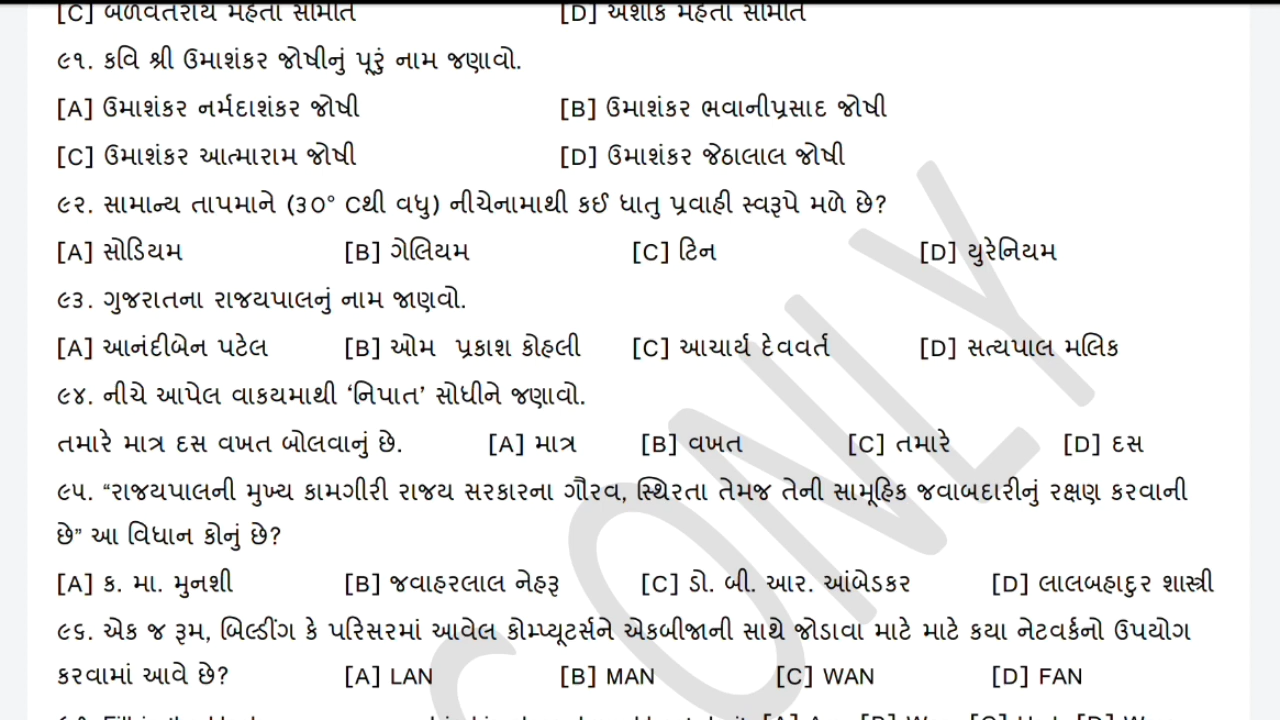 [C] બળવંતરાય મહેતા સમિતિ [D] અશોક મહેતા સમિતિ
૯૧. કવિ શ્રી ઉમાશંકર જોષીનું પૂરું નામ જણાવો.
[A] ઉમાશંકર નર્મદાશંકર જોષી [B] ઉમાશંકર ભવાનીપ્રસાદ જોષી
[C] ઉમાશંકર આત્મારામ જોષી [D] ઉમાશંકર જેઠાલાલ જોષી
૯૨. સામાન્ય તાપમાને (૩૦° Cથી વધુ) નીચેનામાથી કઈ ધાતુ પ્રવાહી સ્વરૂપે મળે છે?
[A] સોડિયમ [B] ગેલિયમ [C] ટિન [D] યુરેનિયમ
૯૩. ગુજરાતના રાજયપાલનું નામ જાણવો.
[A] આનંદીબેન પટેલ [B] ઓમ પ્રકાશ કોહલી [C] આચાર્ય દેવવર્ત [D] સત્યપાલ મલિક
૯૪. નીચે આપેલ વાકયમાથી ‘નિપાત’ સોધીને જણાવો.
તમારે માત્ર દસ વખત બોલવાનું છે. [A] માત્ર [B] વખત [C] તમારે [D] દસ
૯૫. “રાજયપાલની મુખ્ય કામગીરી રાજય સરકારના ગૌરવ, સ્થિરતા તેમજ તેની સામૂહિક જવાબદારીનું રક્ષણ કરવાની
છે” આ વિધાન કોનું છે?
[A] ક. મા. મુનશી [B] જવાહરલાલ નેહરૂ [C] ડો. બી. આર. આંબેડકર [D] લાલબહાદુર શાસ્ત્રી
૯૬. એક જ રૂમ, બિલ્ડીંગ કે પરિસરમાં આવેલ કોમ્પ્યૂટર્સને એકબીજાની સાથે જોડાવા માટે માટે કયા નેટવર્કનો ઉપયોગ
કરવામાં આવે છે? [A] LAN [B] MAN [C] WAN [D] FAN
ONLY